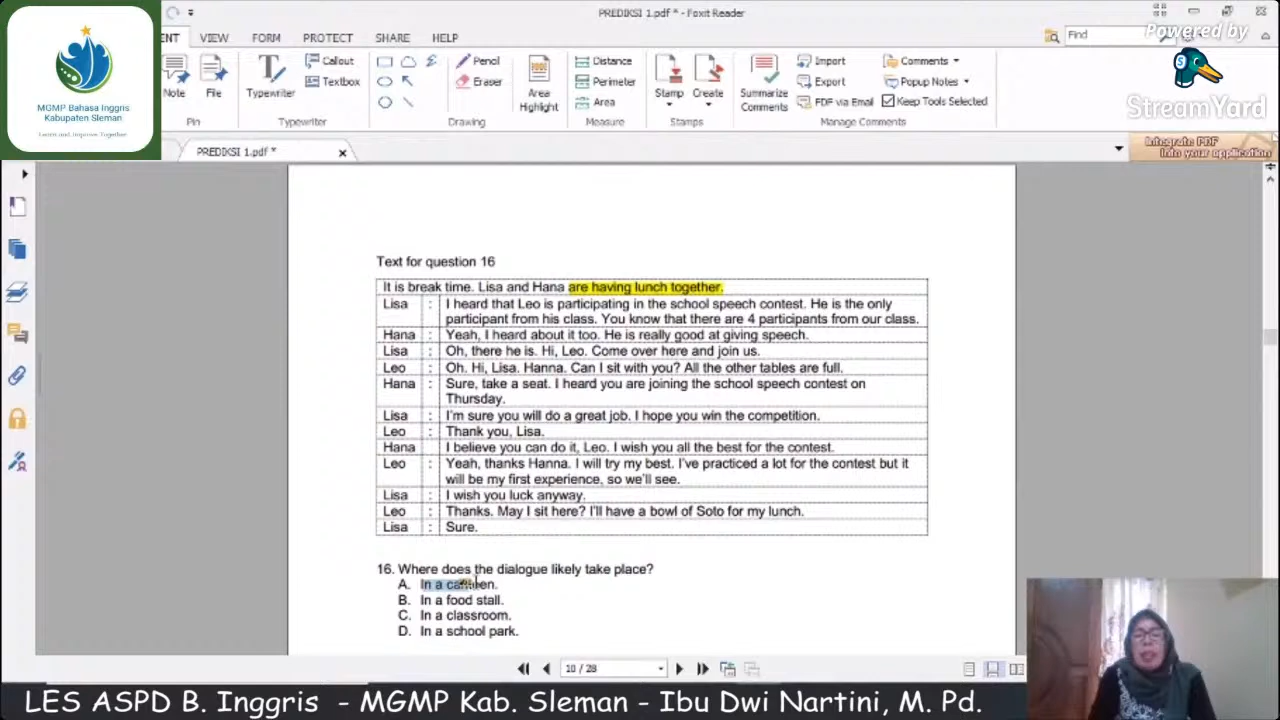 PREDIKSI 1.pdf * - Foxit Reader
Powered by
StreamYard
MGMP Bahasa Inggris
Kabupaten Sleman
Learn and Improve Together
VIEW FORM PROTECT SHARE HELP
Find
Note
File
Pin
Typewriter
Callout
Textbox
Typewriter
Pencil
Eraser
Drawing
Area
Highlight
Distance
Perimeter
Area
Measure
Stamp
Create
Stamps
Summarize
Comments
Import
Export
PDF via Email
Comments
Popup Notes
Keep Tools Selected
Manage Comments
PREDIKSI 1.pdf *
Integrate PDF
Into your application
Text for question 16
It is break time. Lisa and Hana are having lunch together.
Lisa : I heard that Leo is participating in the school speech contest. He is the only
participant from his class. You know that there are 4 participants from our class.
Hana : Yeah, I heard about it too. He is really good at giving speech.
Lisa : Oh, there he is. Hi, Leo. Come over here and join us.
Leo : Oh. Hi, Lisa. Hanna. Can I sit with you? All the other tables are full.
Hana : Sure, take a seat. I heard you are joining the school speech contest on
Thursday.
Lisa : I'm sure you will do a great job. I hope you win the competition.
Leo : Thank you, Lisa.
Hana : I believe you can do it, Leo. I wish you all the best for the contest.
Leo : Yeah, thanks Hanna. I will try my best. I've practiced a lot for the contest but it
will be my first experience, so we'll see.
Lisa : I wish you luck anyway.
Leo : Thanks. May I sit here? I'll have a bowl of Soto for my lunch.
Lisa : Sure.
16. Where does the dialogue likely take place?
A. In a
B. In a food stall.
C. In a classroom.
D. In a school park.
10 / 28
LES ASPD B. Inggris - MGMP Kab. Sleman - Ibu Dwi Nartini, M. Pd.